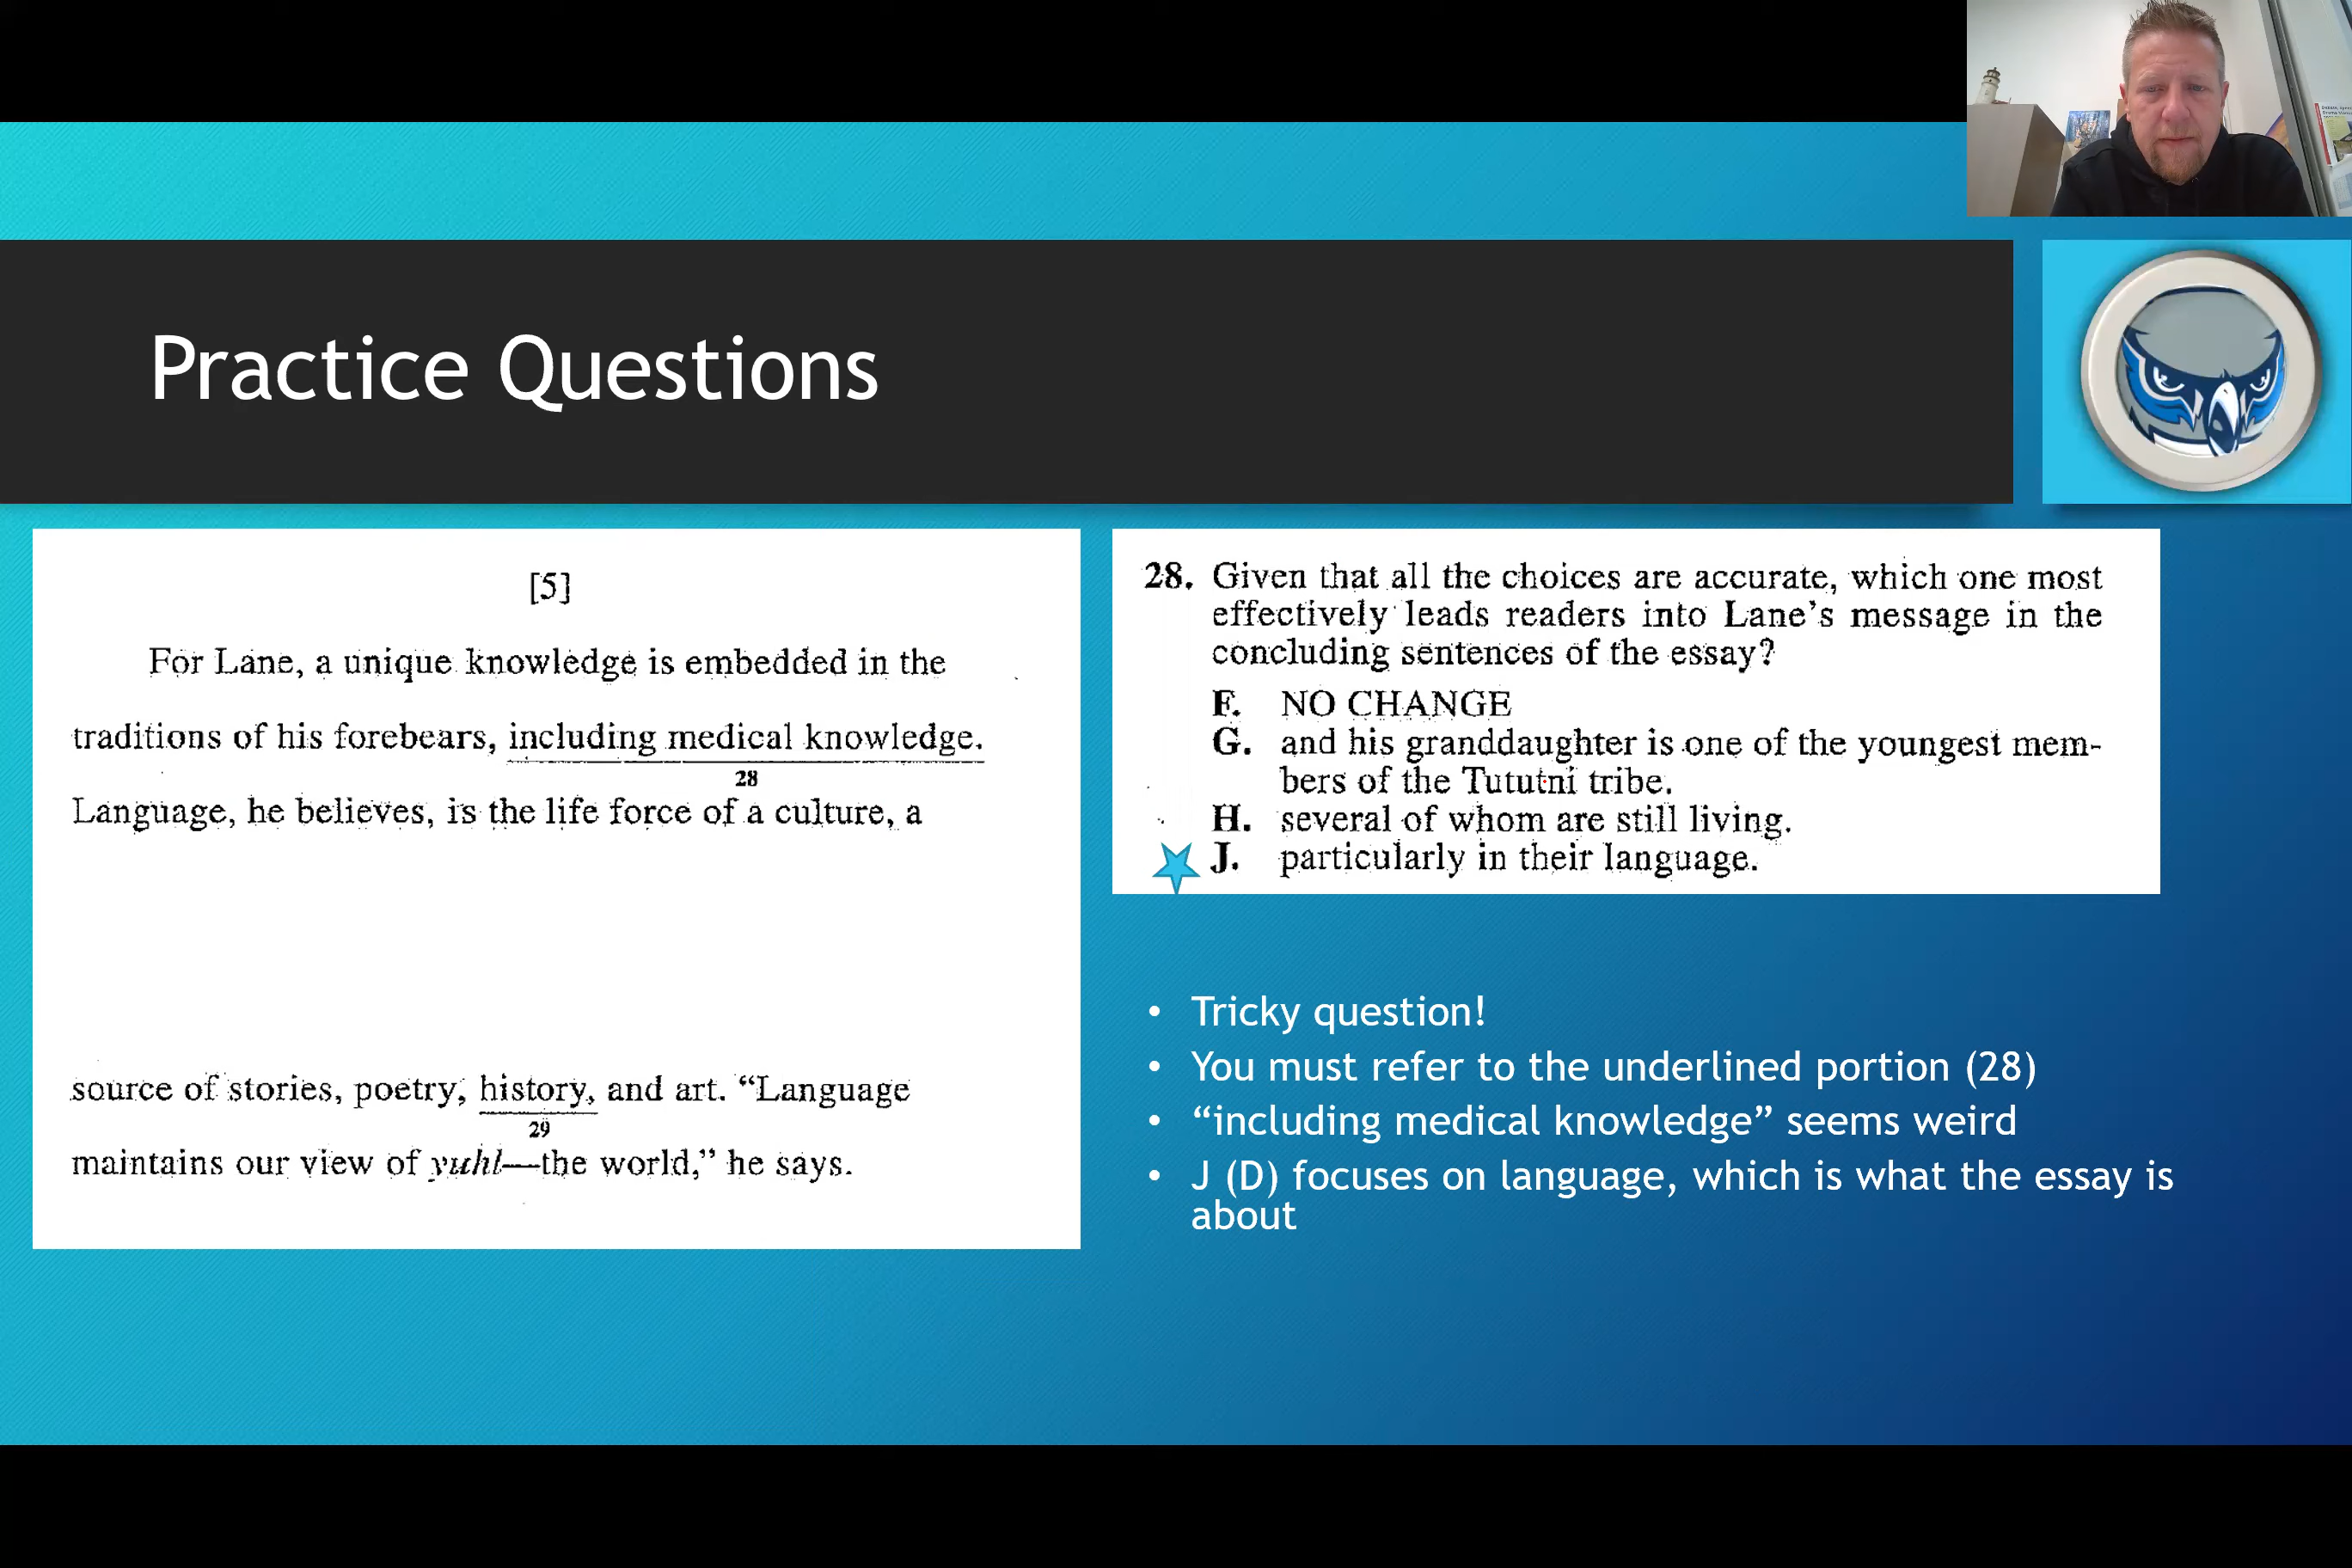 Practice Questions
[5]
For Lane, a unique knowledge is embedded in the
traditions of his forebears, including medical knowledge.
28
Language, he believes, is the life force of a culture, a
source of stories, poetry, history, and art. “Language
29
maintains our view of yuhl—the world,” he says.
28. Given that all the choices are accurate, which one most
effectively leads readers into Lane’s message in the
concluding sentences of the essay?
F. NO CHANGE
G. and his granddaughter is one of the youngest mem-
bers of the Tututni tribe.
H. several of whom are still living.
J. particularly in their language.
• Tricky question!
• You must refer to the underlined portion (28)
• “including medical knowledge” seems weird
• J (D) focuses on language, which is what the essay is
about